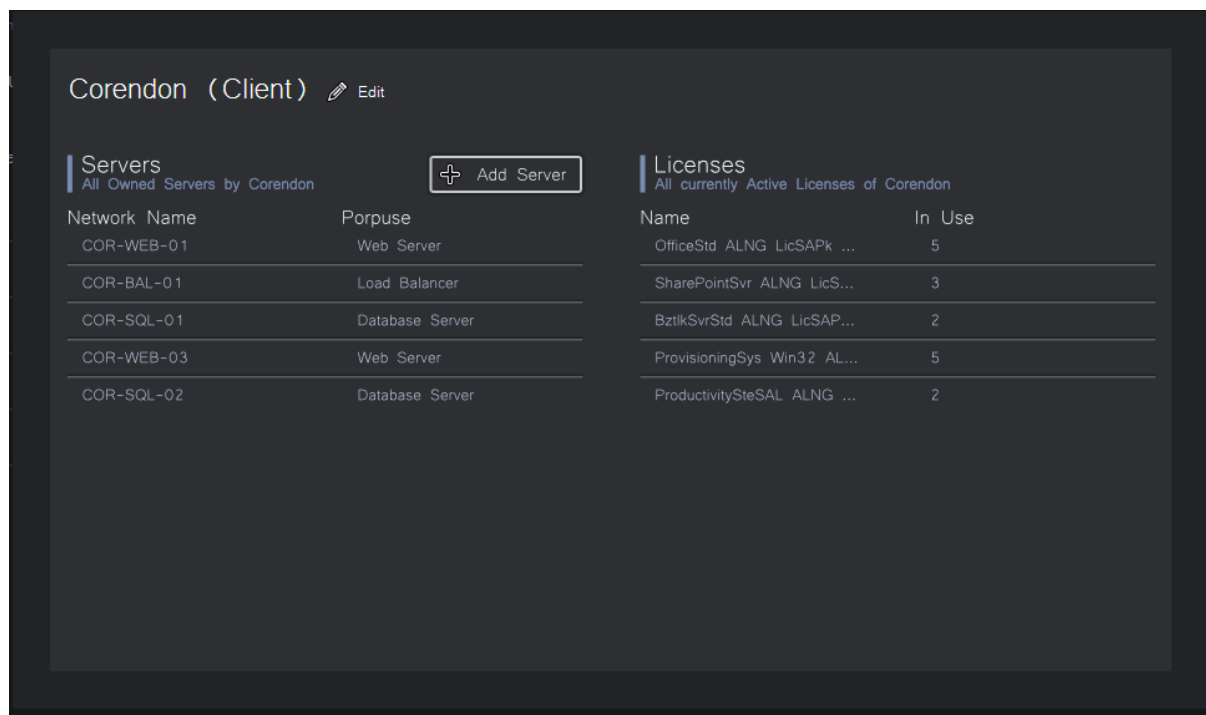 Corendon (Client) Edit
Servers
All Owned Servers by Corendon
Add Server
Network Name Porpuse
COR-WEB-01 Web Server
COR-BAL-01 Load Balancer
COR-SQL-01 Database Server
COR-WEB-03 Web Server
COR-SQL-02 Database Server
Licenses
All currently Active Licenses of Corendon
Name In Use
OfficeStd ALNG LicSAPk ... 5
SharePointSvr ALNG LicS... 3
BztlkSvrStd ALNG LicSAP... 2
ProvisioningSys Win32 AL... 5
ProductivitySteSAL ALNG ... 2